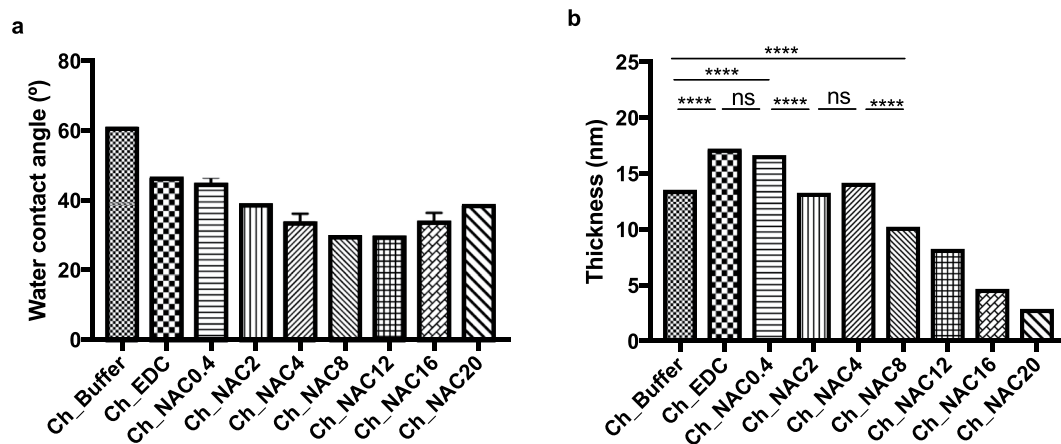 a
Water contact angle (º)
80
60
40
20
0
Ch_Buffer
Ch_EDC
Ch_NAC0.4
Ch_NAC2
Ch_NAC4
Ch_NAC8
Ch_NAC12
Ch_NAC16
Ch_NAC20
b
Thickness (nm)
25
20
15
10
5
0
****
****
**** ns **** ns ****
Ch_Buffer
Ch_EDC
Ch_NAC0.4
Ch_NAC2
Ch_NAC4
Ch_NAC8
Ch_NAC12
Ch_NAC16
Ch_NAC20